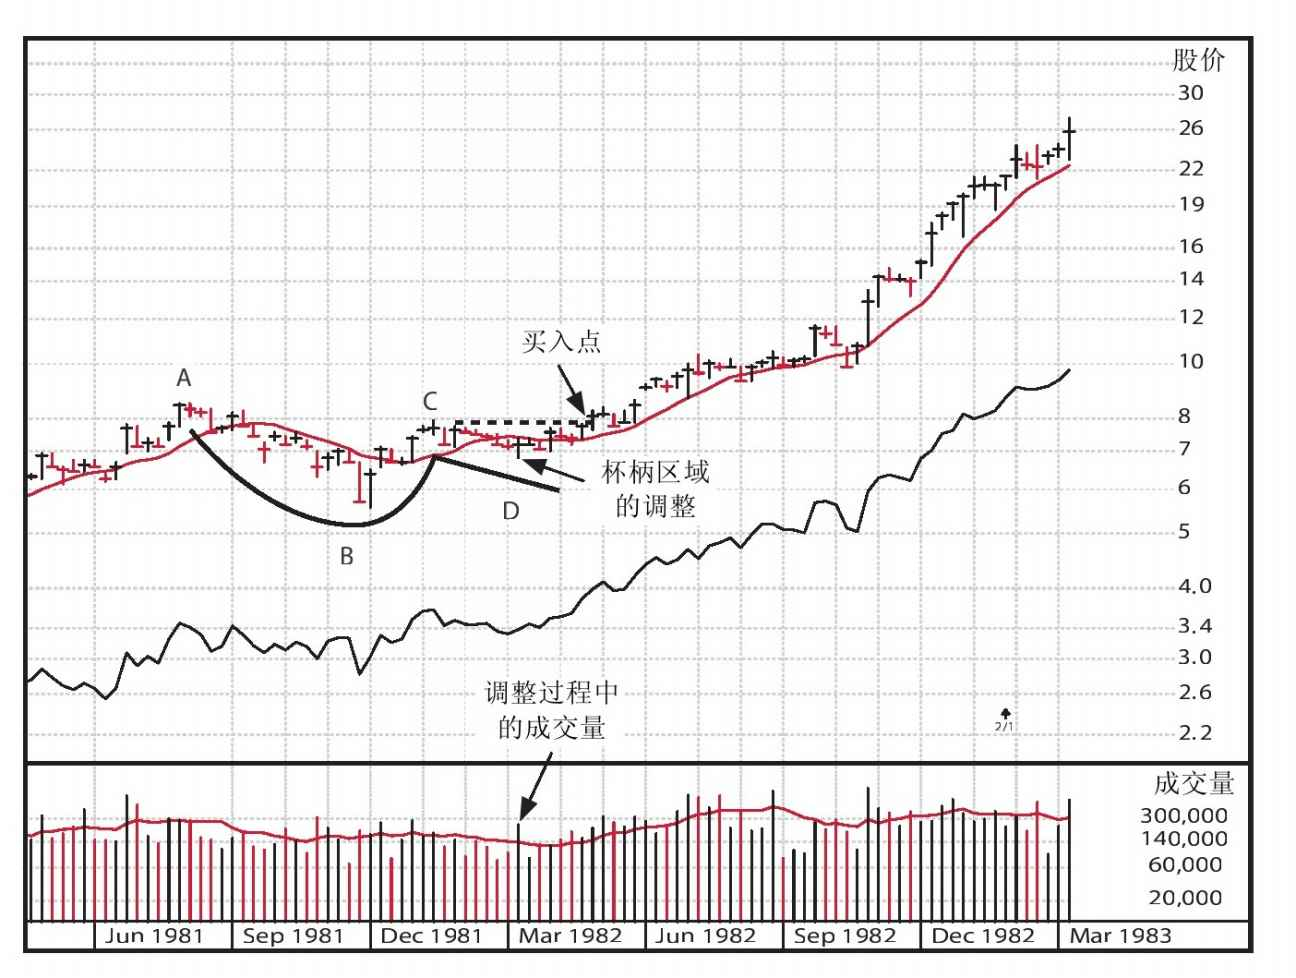 股价
30
26
22
19
16
14
12
10
8
7
6
5
4.0
3.4
3.0
2.6
2.2
买入点
A
C
杯柄区域
的调整
D
B
调整过程中
的成交量
2/1
成交量
300,000
140,000
60,000
20,000
Jun 1981
Sep 1981
Dec 1981
Mar 1982
Jun 1982
Sep 1982
Dec 1982
Mar 1983